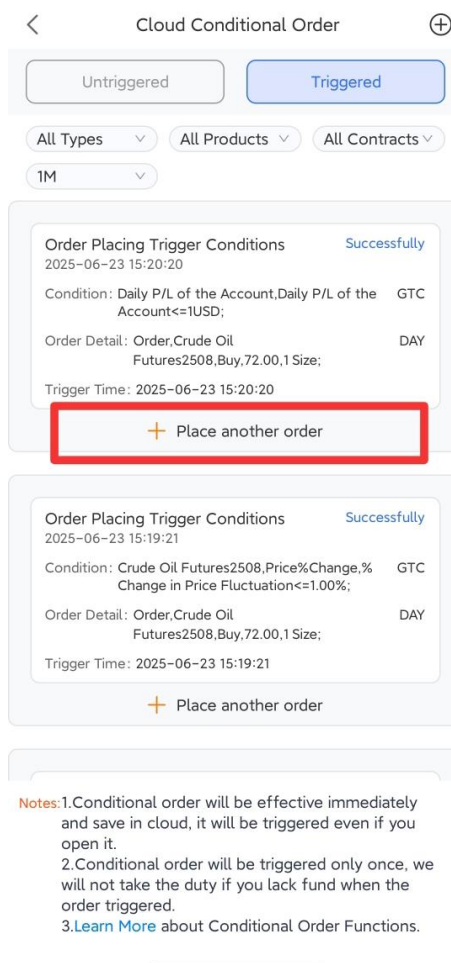 Cloud Conditional Order
Untriggered Triggered
All Types All Products All Contracts
1M
Order Placing Trigger Conditions Successfully
2025-06-23 15:20:20
Condition: Daily P/L of the Account,Daily P/L of the GTC
Account<=1USD;
Order Detail: Order,Crude Oil DAY
Futures2508,Buy,72.00,1 Size;
Trigger Time: 2025-06-23 15:20:20
Place another order
Order Placing Trigger Conditions Successfully
2025-06-23 15:19:21
Condition: Crude Oil Futures2508,Price%Change,% GTC
Change in Price Fluctuation<=1.00%;
Order Detail: Order,Crude Oil DAY
Futures2508,Buy,72.00,1 Size;
Trigger Time: 2025-06-23 15:19:21
Place another order
Notes:1.Conditional order will be effective immediately
and save in cloud, it will be triggered even if you
open it.
2.Conditional order will be triggered only once, we
will not take the duty if you lack fund when the
order triggered.
3.Learn More about Conditional Order Functions.